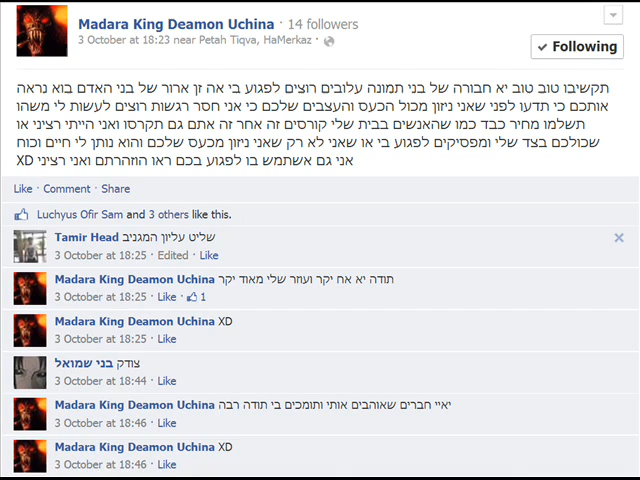 Madara King Deamon Uchina · 14 followers
3 October at 18:23 near Petah Tiqva, HaMerkaz ·
Following
תקשיבו טוב טוב יא חבורה של בני תמונה עלובים רוצים לפגוע בי אה זן ארור של בני האדם בוא נראה
אותכם כי תדעו לפני שאני ניזון מכול הכעס והעצבים שלכם כי אני חסר רגשות רוצים לעשות לי משהו
תשלמו מחיר כבד כמו שהאנשים בבית שלי קורסים זה אחר זה אתם גם תקרסו ואני הייתי רציני או
שכולכם בצד שלי ומפסיקים לפגוע בי או שאני לא רק שאני ניזון מכעס שלכם והוא נותן לי חיים וכוח
אני גם אשתמש בו לפגוע בכם ראו הוזהרתם ואני רציני XD
Like · Comment · Share
Luchyus Ofir Sam and 3 others like this.
Tamir Head שליט עליון המגניב
3 October at 18:25 · Edited · Like
Madara King Deamon Uchina תודה יא אח יקר ועוזר שלי מאוד יקר
3 October at 18:25 · Like · 1
Madara King Deamon Uchina XD
3 October at 18:25 · Like
בני שמואל צודק
3 October at 18:44 · Like
Madara King Deamon Uchina יאיי חברים שאוהבים אותי ותומכים בי תודה רבה
3 October at 18:46 · Like
Madara King Deamon Uchina XD
3 October at 18:46 · Like